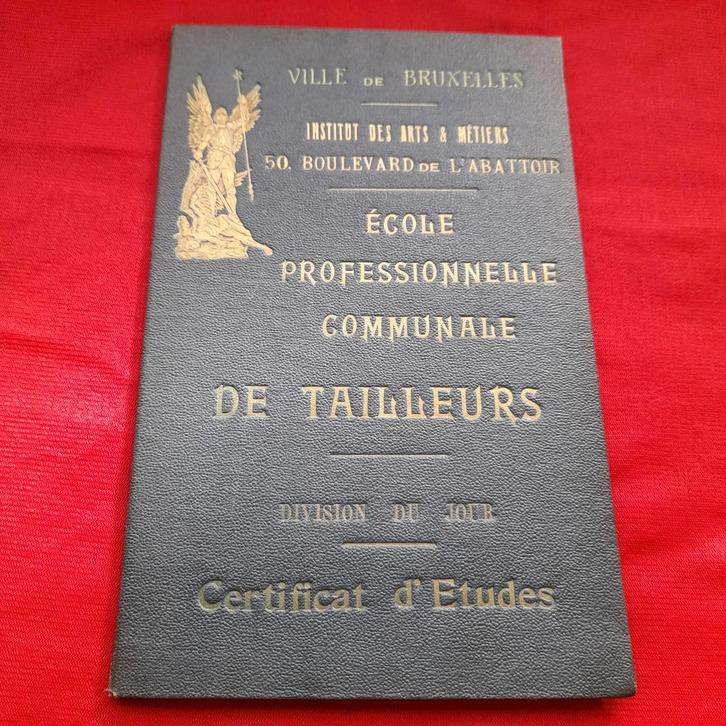 VILLE DE BRUXELLES
INSTITUT DES ARTS & MÉTIERS
50, BOULEVARD DE L'ABATTOIR
ÉCOLE
PROFESSIONNELLE
COMMUNALE
DE TAILLEURS
DIVISION DU JOUR
Certificat d'Etudes